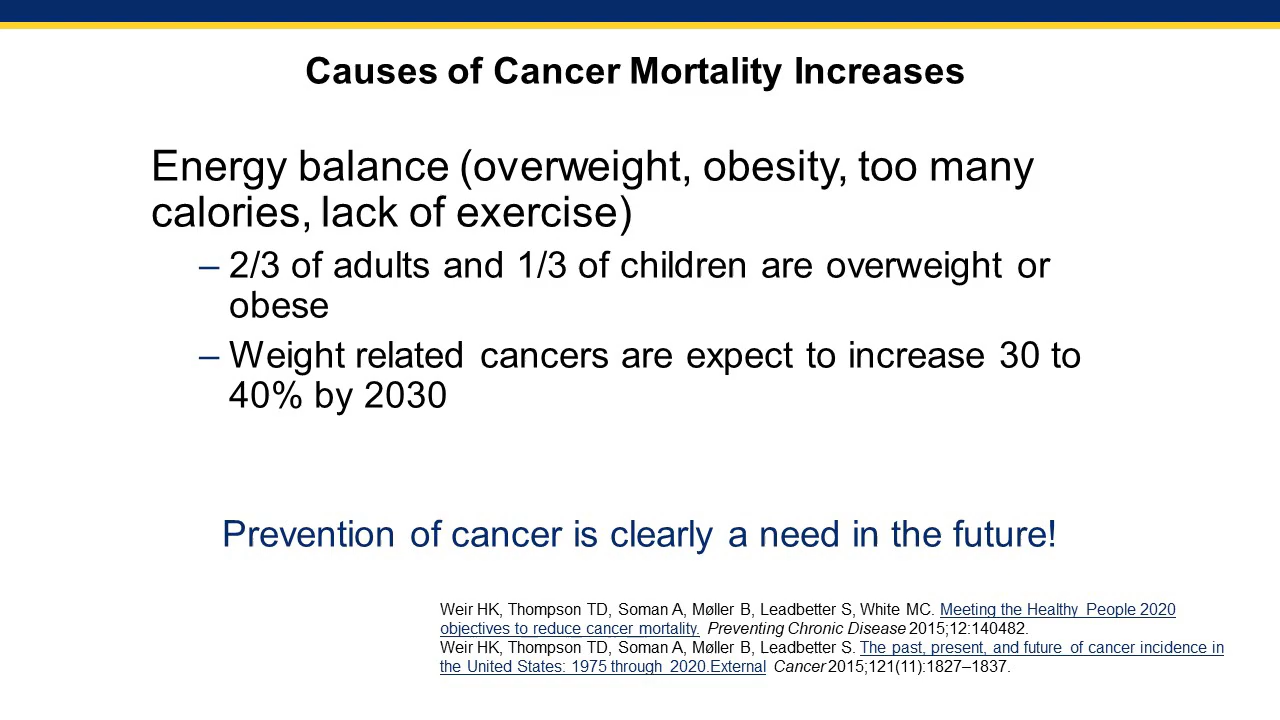 Causes of Cancer Mortality Increases
Energy balance (overweight, obesity, too many
calories, lack of exercise)
– 2/3 of adults and 1/3 of children are overweight or
obese
– Weight related cancers are expect to increase 30 to
40% by 2030
Prevention of cancer is clearly a need in the future!
Weir HK, Thompson TD, Soman A, Møller B, Leadbetter S, White MC. Meeting the Healthy People 2020
objectives to reduce cancer mortality. Preventing Chronic Disease 2015;12:140482.
Weir HK, Thompson TD, Soman A, Møller B, Leadbetter S. The past, present, and future of cancer incidence in
the United States: 1975 through 2020.External Cancer 2015;121(11):1827–1837.